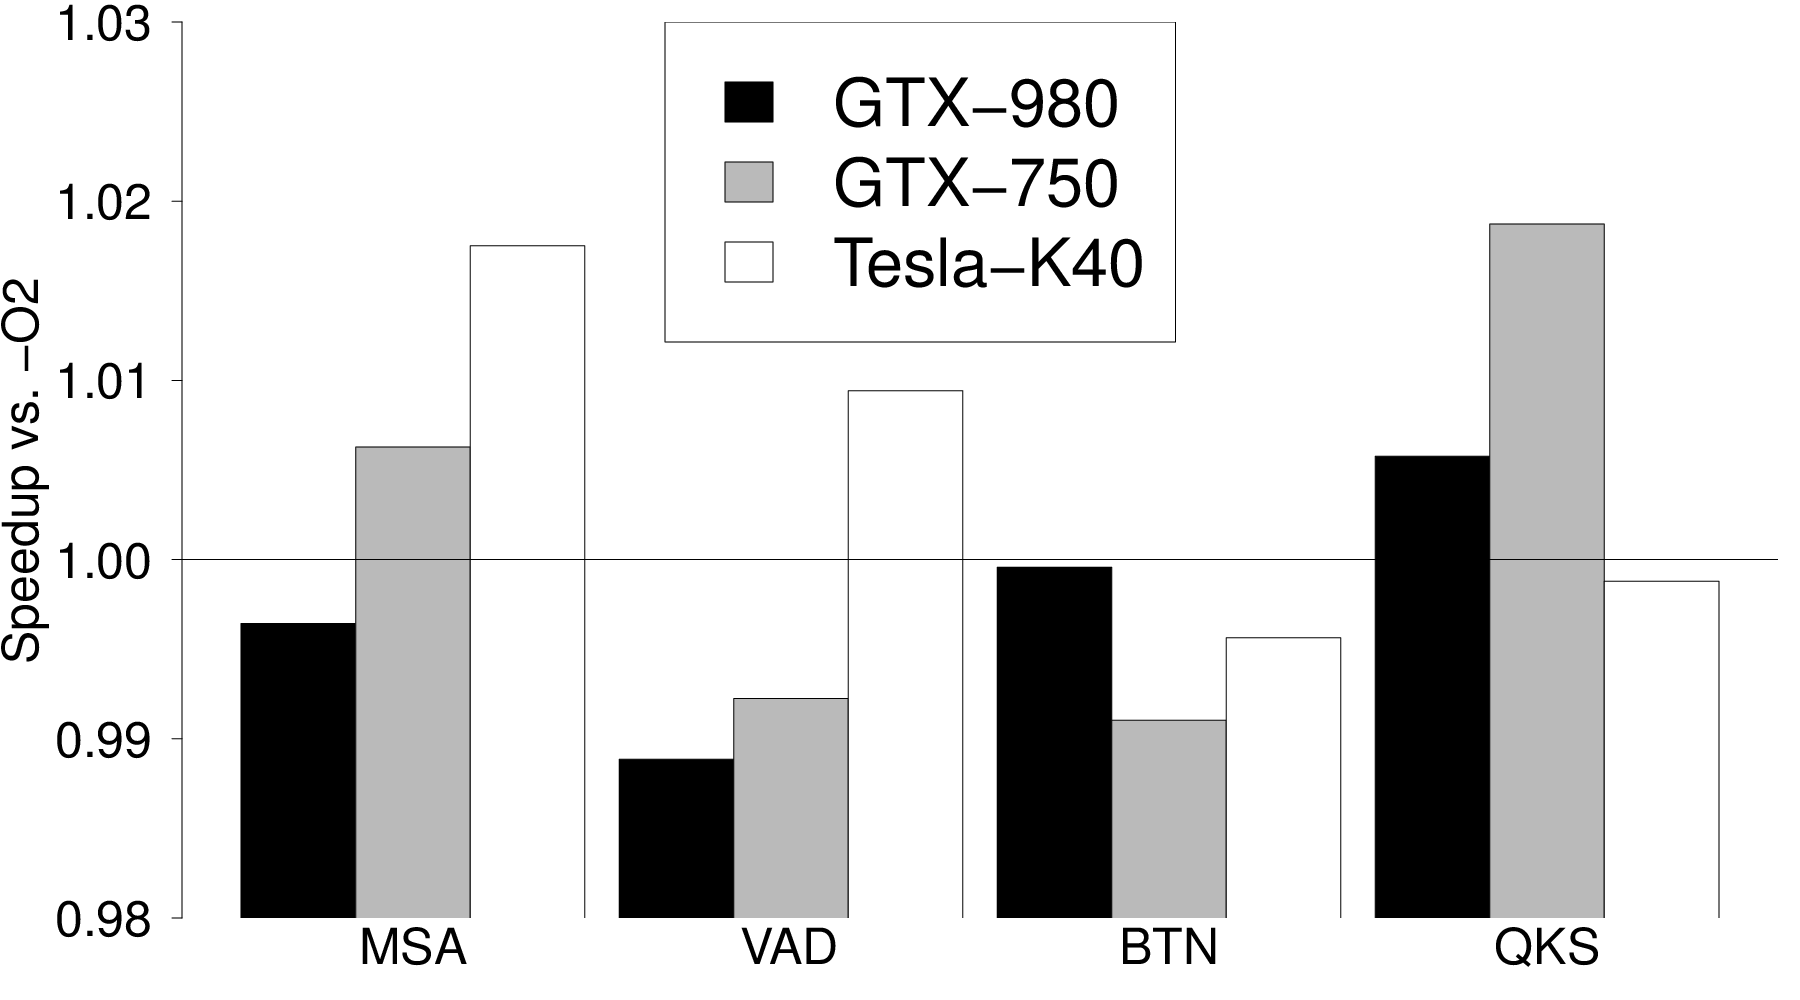 1.03
1.02
1.01
1.00
0.99
0.98
Speedup vs. −O2
GTX−980
GTX−750
Tesla−K40
MSA
VAD
BTN
QKS